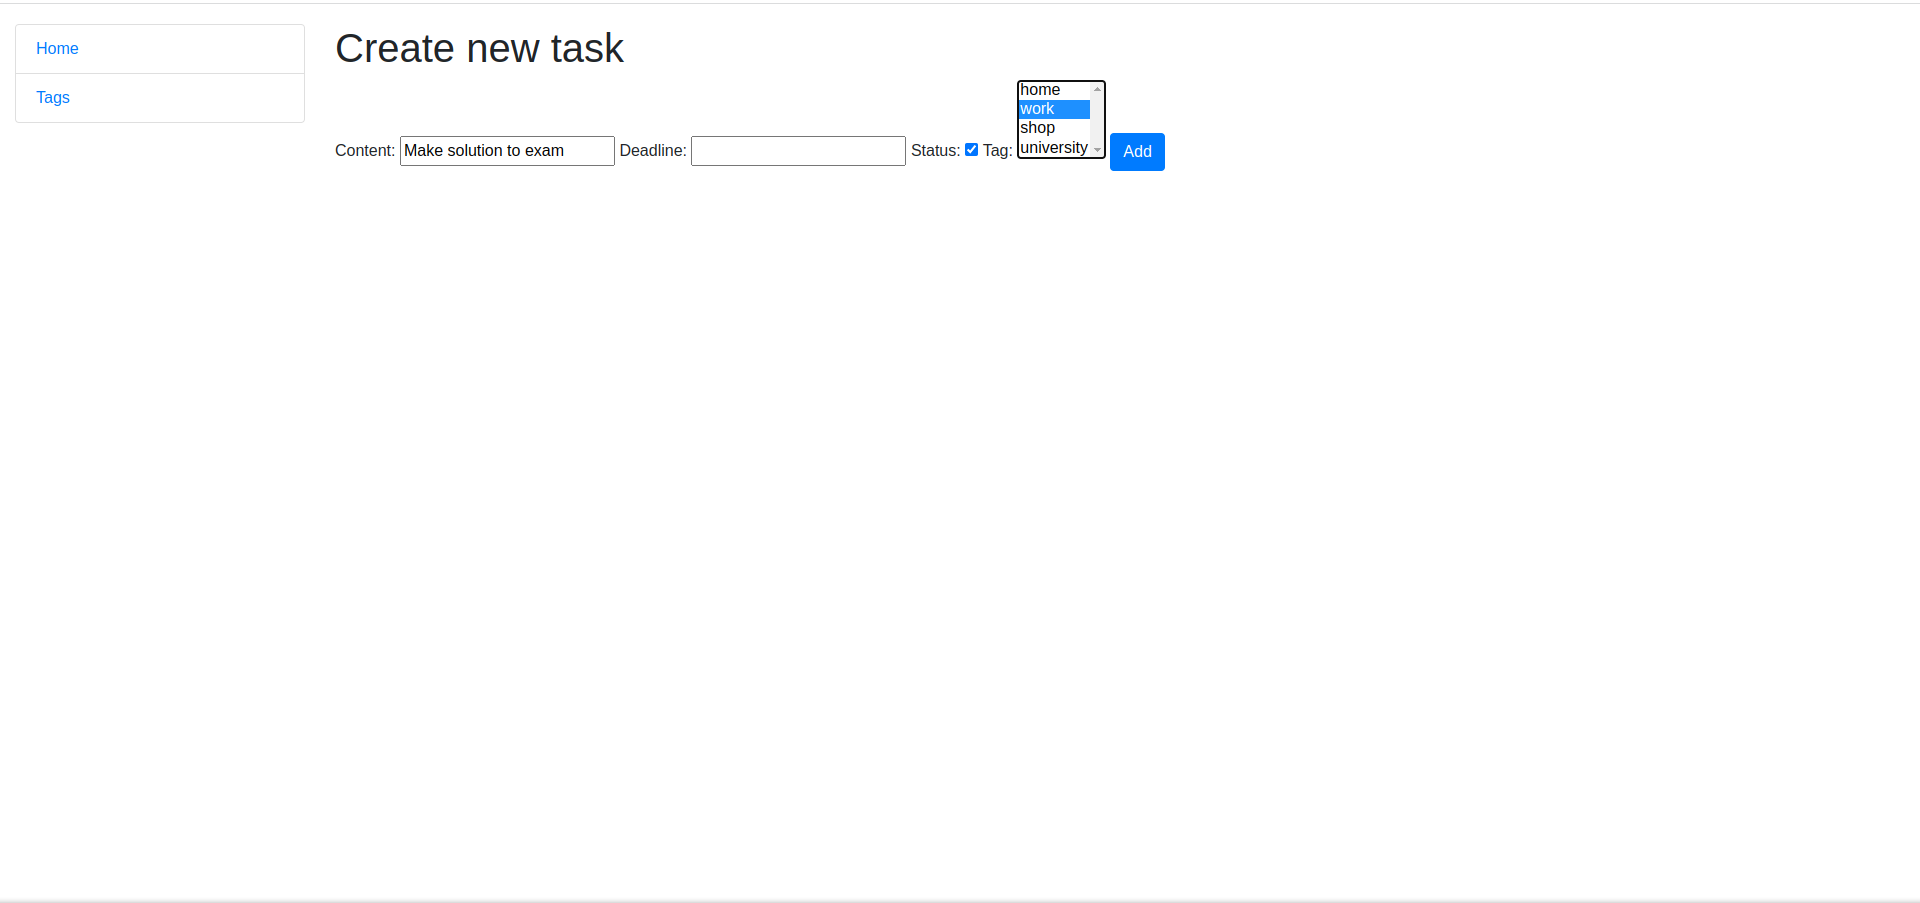 Home
Tags
Create new task
Content: Make solution to exam Deadline: Status: Tag:
home
work
shop
university
Add